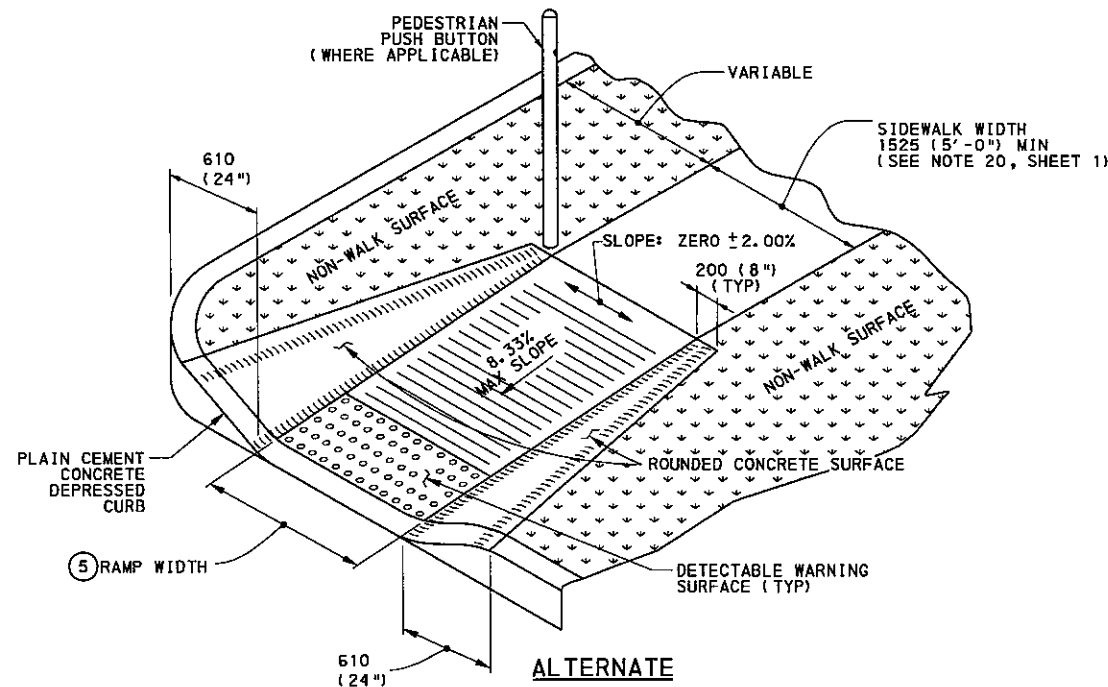 PEDESTRIAN
PUSH BUTTON
(WHERE APPLICABLE)
VARIABLE
SIDEWALK WIDTH
1525 (5'-0") MIN
(SEE NOTE 20, SHEET 1)
610
(24")
NON-WALK SURFACE
SLOPE: ZERO ±2.00%
200 (8")
(TYP)
8.33%
MAX SLOPE
NON-WALK SURFACE
PLAIN CEMENT
CONCRETE
DEPRESSED
CURB
ROUNDED CONCRETE SURFACE
5 RAMP WIDTH
DETECTABLE WARNING
SURFACE (TYP)
610
(24")
ALTERNATE